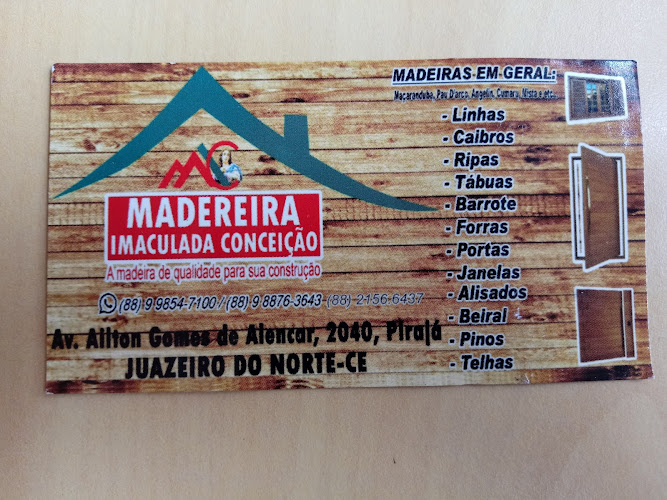 MIC
MADEREIRA
IMACULADA CONCEIÇÃO
A madeira de qualidade para sua construção
(88) 9 9854-7100 / (88) 9 8876-3643 (88) 2156 6437
Av. Ailton Gomes de Alencar, 2040, Pirajá
JUAZEIRO DO NORTE-CE
MADEIRAS EM GERAL:
Maçaranduba, Pau D'arco, Angelin, Cumaru, Mista e etc..
- Linhas
- Caibros
- Ripas
- Tábuas
- Barrote
- Forras
- Portas
- Janelas
- Alisados
- Beiral
- Pinos
- Telhas